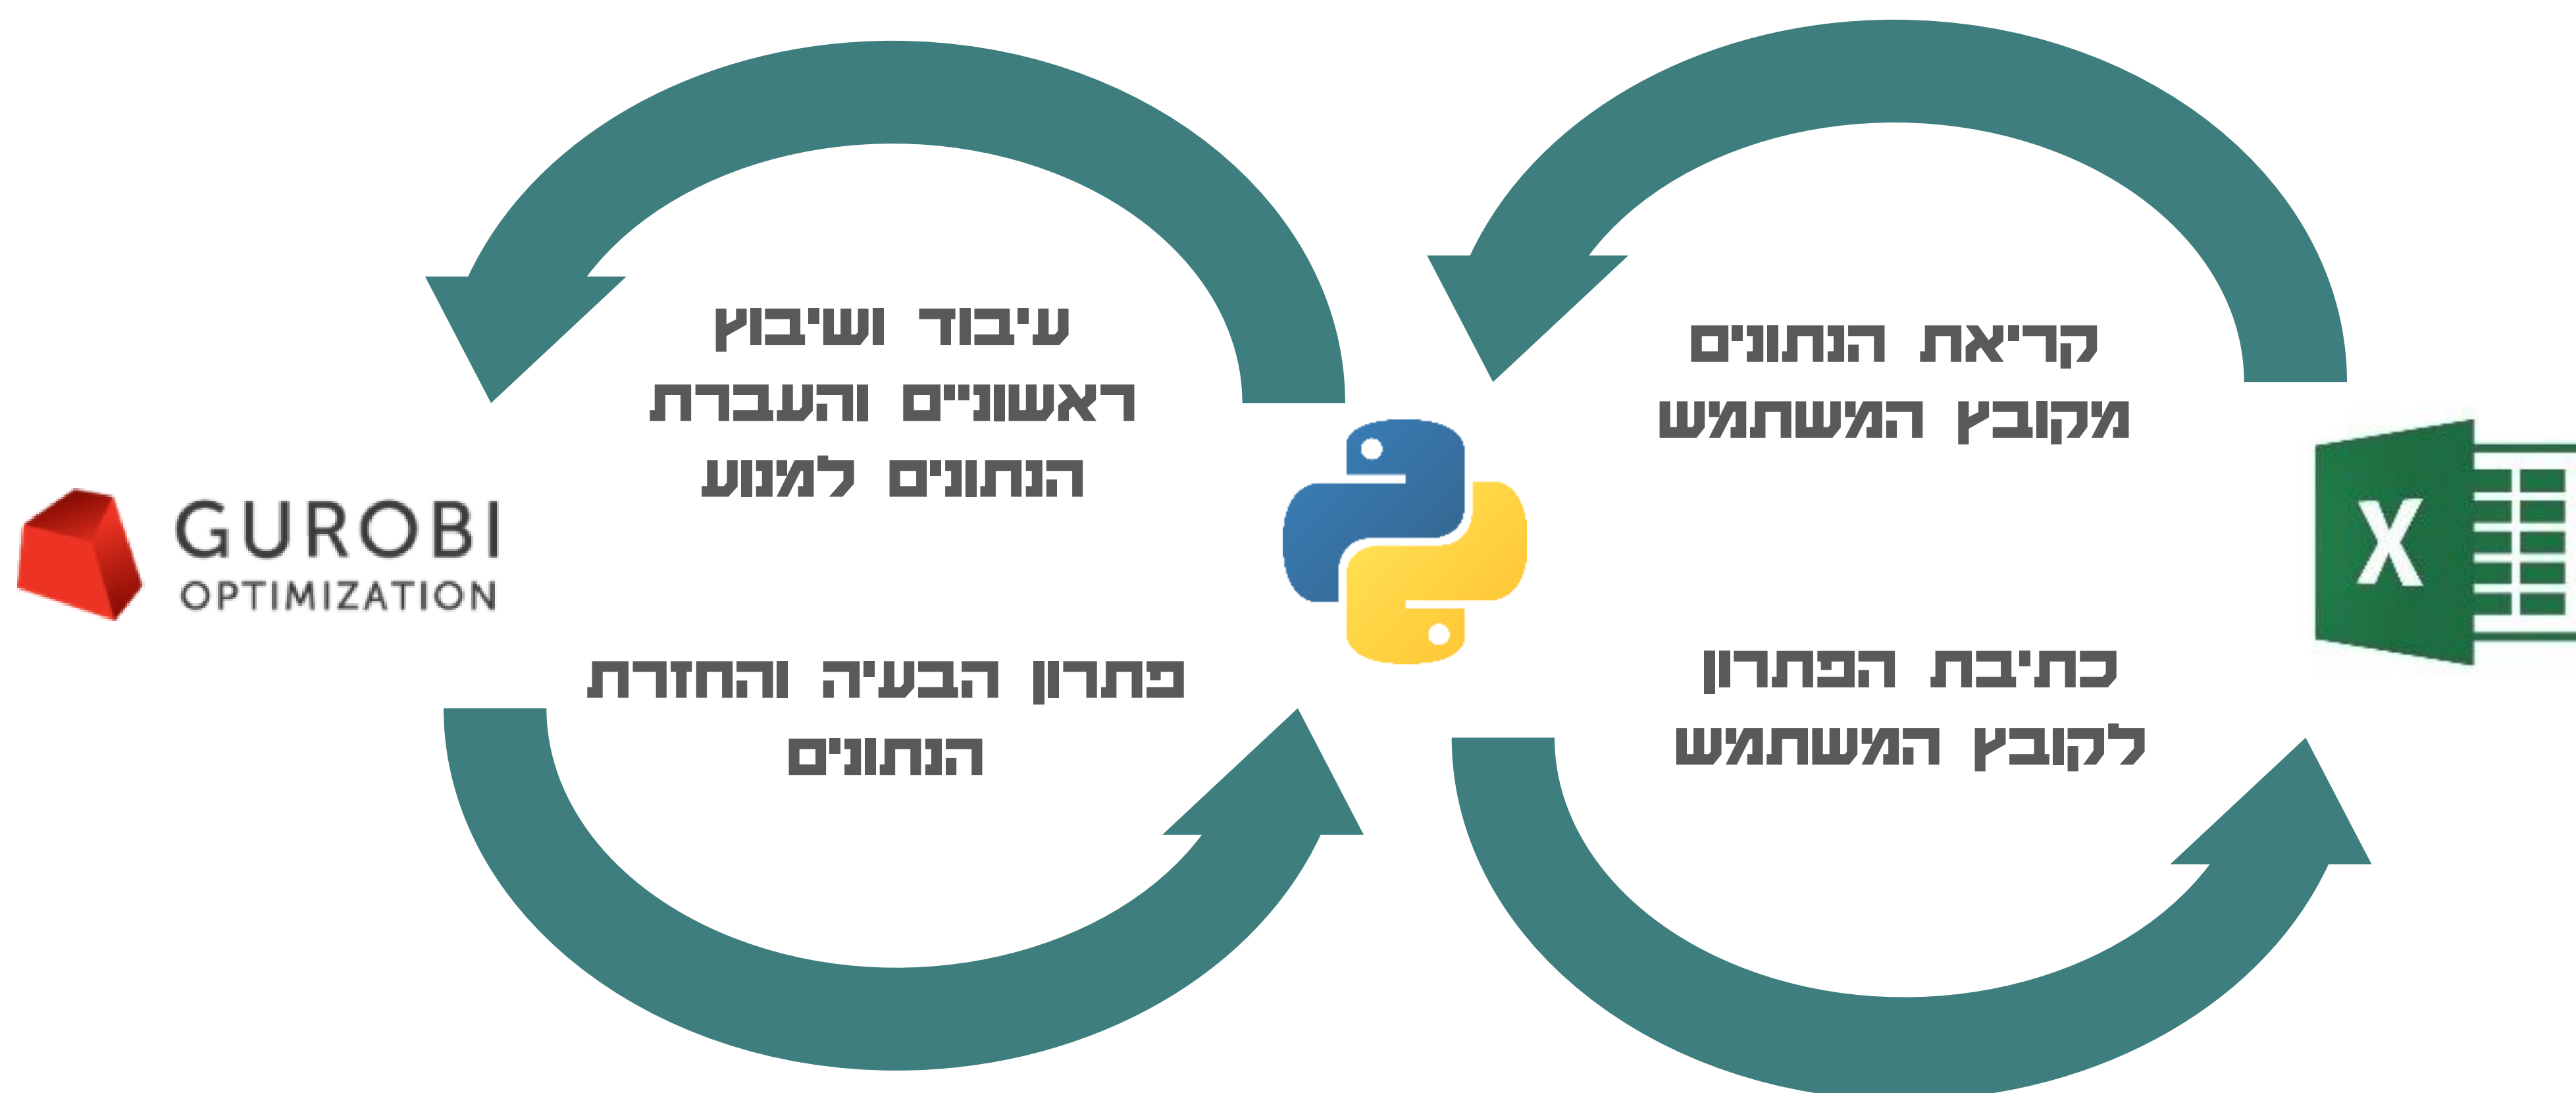 קריאת הנתונים
מקובץ המשתמש
עיבוד ושיבוץ
ראשוניים והעברת
הנתונים למנוע
GUROBI
OPTIMIZATION
פתרון הבעיה והחזרת
הנתונים
כתיבת הפתרון
לקובץ המשתמש
X